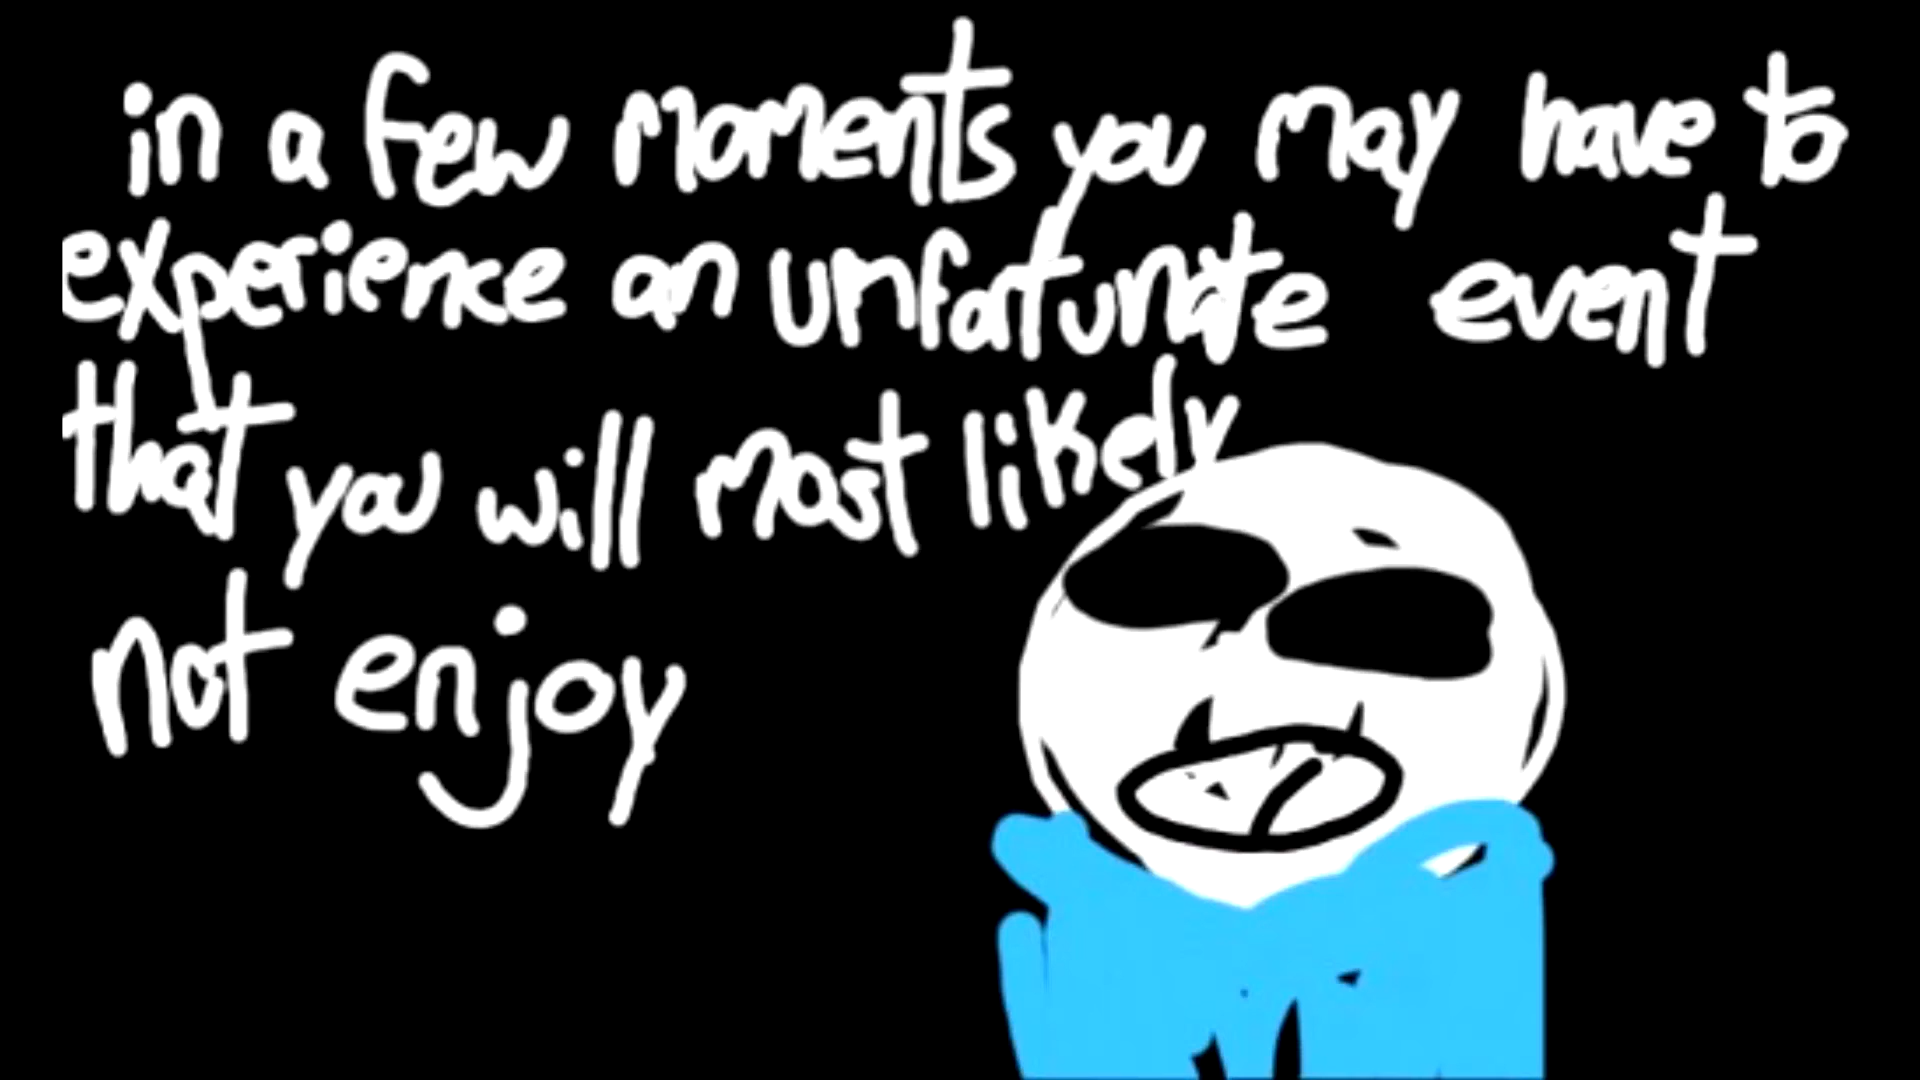 in a few moments you may have to
experience an unfortunate event
that you will most likely
not enjoy